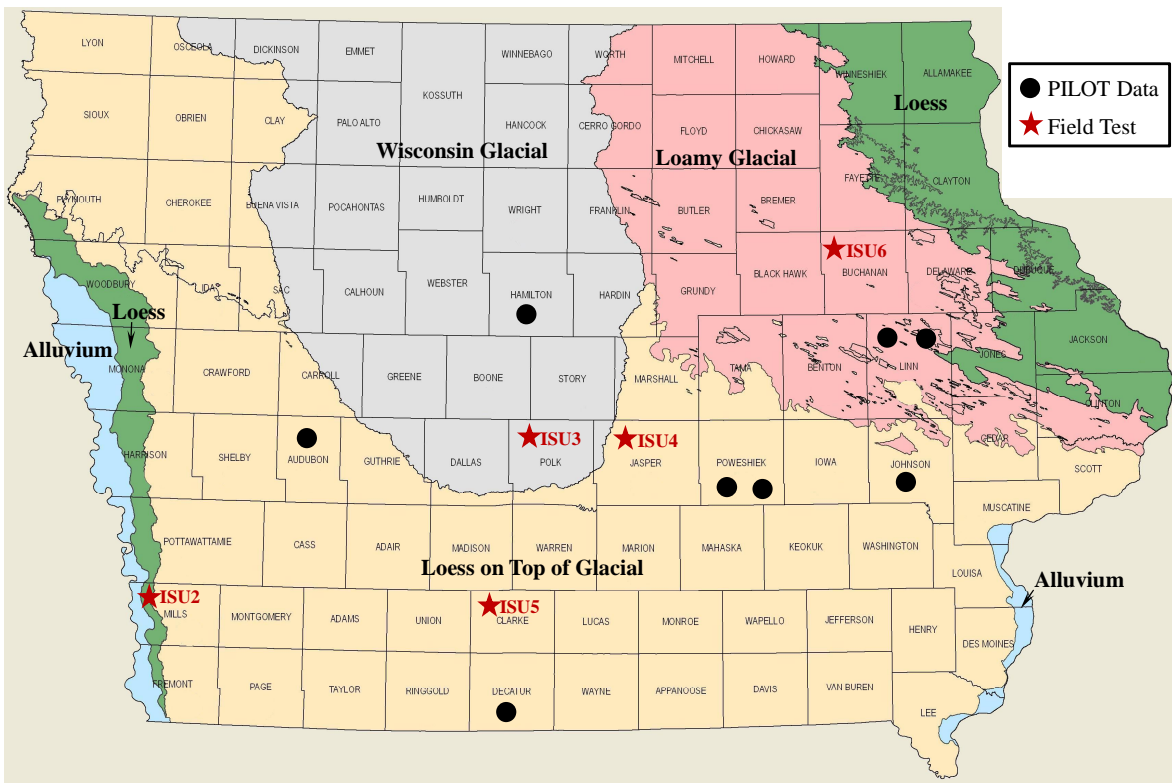 LYON
OSCEOLA
DICKINSON
EMMET
WINNEBAGO
WORTH
MITCHELL
HOWARD
WINNESHIEK
ALLAMAKEE
PILOT Data
Field Test
SIOUX
OBRIEN
CLAY
PALO ALTO
KOSSUTH
HANCOCK
CERRO GORDO
FLOYD
CHICKASAW
Loess
Wisconsin Glacial
Loamy Glacial
FAYETTE
CLAYTON
PLYMOUTH
CHEROKEE
BUENA VISTA
POCAHONTAS
HUMBOLDT
WRIGHT
FRANKLIN
BUTLER
BREMER
WOODBURY
IDA
SAC
CALHOUN
WEBSTER
HAMILTON
HARDIN
GRUNDY
BLACK HAWK
ISU6
BUCHANAN
DELAWARE
DUBUQUE
Loess
Alluvium
MONONA
CRAWFORD
CARROLL
GREENE
BOONE
STORY
MARSHALL
TAMA
BENTON
LINN
JONES
JACKSON
CLINTON
HARRISON
SHELBY
AUDUBON
GUTHRIE
DALLAS
ISU3
POLK
ISU4
JASPER
POWESHIEK
IOWA
JOHNSON
CEDAR
SCOTT
MUSCATINE
POTTAWATTAMIE
CASS
ADAIR
MADISON
WARREN
MARION
MAHASKA
KEOKUK
WASHINGTON
LOUISA
Loess on Top of Glacial
Alluvium
ISU2
MILLS
MONTGOMERY
ADAMS
UNION
ISU5
CLARKE
LUCAS
MONROE
WAPELLO
JEFFERSON
HENRY
DES MOINES
FREMONT
PAGE
TAYLOR
RINGGOLD
DECATUR
WAYNE
APPANOOSE
DAVIS
VAN BUREN
LEE